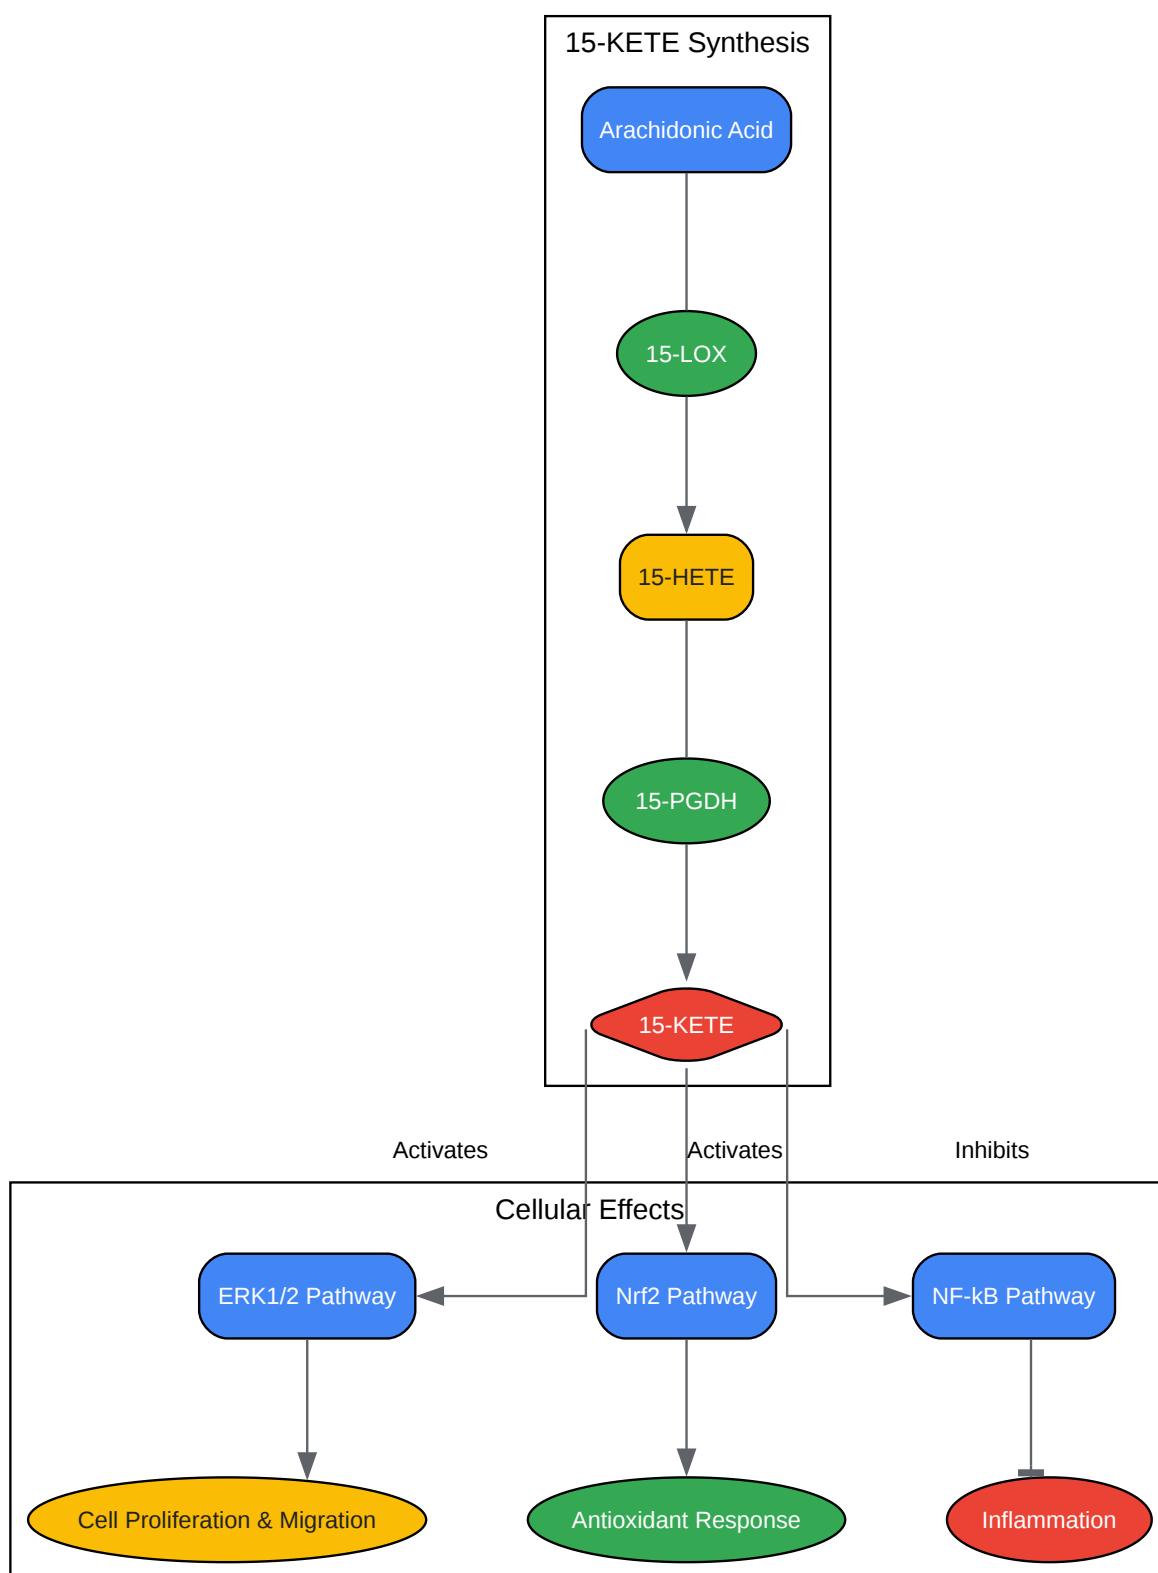 15-KETE Synthesis
Arachidonic Acid
15-LOX
15-HETE
15-PGDH
15-KETE
Activates
Activates
Inhibits
Cellular Effects
ERK1/2 Pathway
Nrf2 Pathway
NF-kB Pathway
Cell Proliferation & Migration
Antioxidant Response
Inflammation